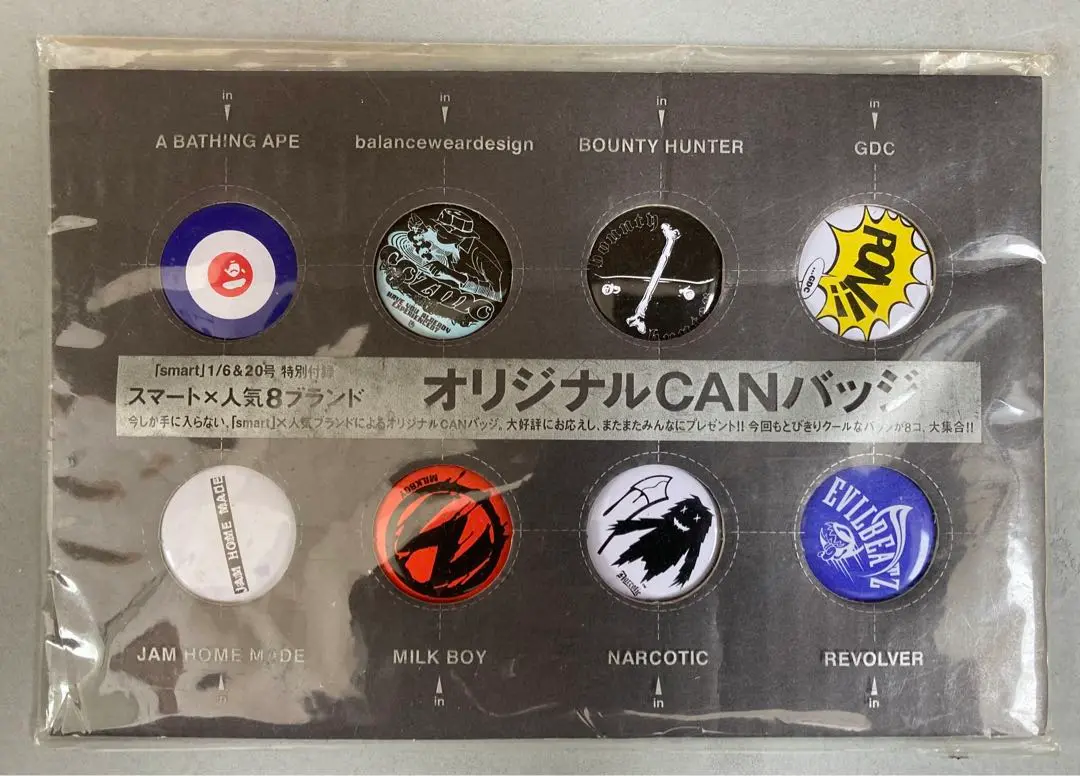 in
in
in
in
A BATHING APE
balanceweardesign
BOUNTY HUNTER
GDC
bounty
hunter
PON!!
...GDC
「smart」1/6&20号 特別付録
スマート×人気8ブランド
オリジナルCANバッジ
今しか手に入らない、「smart」×人気ブランドによるオリジナルCANバッジ。大好評にお応えし、またまたみんなにプレゼント!! 今回もとびきりクールなバッジが8コ、大集合!!
JAM HOME MADE
MILKBOY
Narcotic
EVILBEATZ
JAM HOME MADE
MILK BOY
NARCOTIC
REVOLVER
in
in
in
in